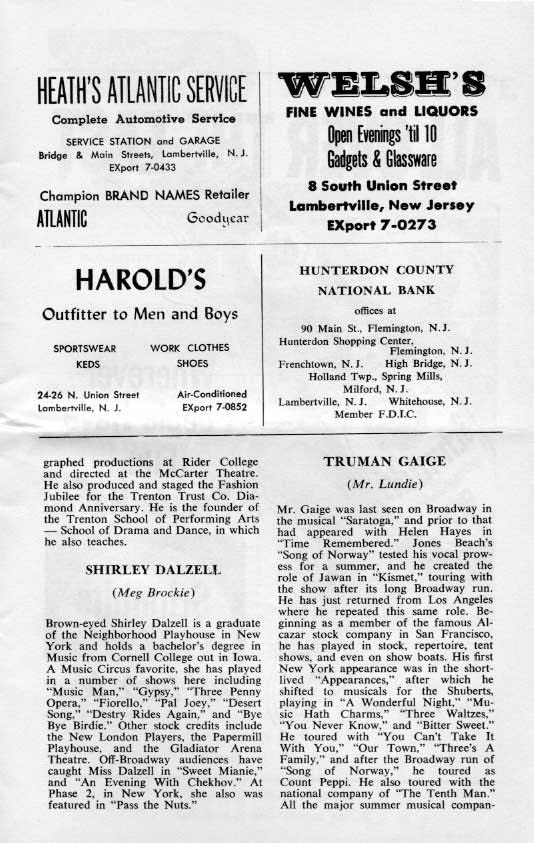 HEATH'S ATLANTIC SERVICE
Complete Automotive Service
SERVICE STATION and GARAGE
Bridge & Main Streets, Lambertville, N. J.
EXport 7-0433
Champion BRAND NAMES Retailer
ATLANTIC Goodyear
WELSH'S
FINE WINES and LIQUORS
Open Evenings 'til 10
Gadgets & Glassware
8 South Union Street
Lambertville, New Jersey
EXport 7-0273
HAROLD'S
Outfitter to Men and Boys
SPORTSWEAR WORK CLOTHES
KEDS SHOES
24-26 N. Union Street Air-Conditioned
Lambertville, N. J. EXport 7-0852
HUNTERDON COUNTY
NATIONAL BANK
offices at
90 Main St., Flemington, N. J.
Hunterdon Shopping Center,
Flemington, N. J.
Frenchtown, N. J. High Bridge, N. J.
Holland Twp., Spring Mills,
Milford, N. J.
Lambertville, N. J. Whitehouse, N. J.
Member F.D.I.C.
graphed productions at Rider College
and directed at the McCarter Theatre.
He also produced and staged the Fashion
Jubilee for the Trenton Trust Co. Dia-
mond Anniversary. He is the founder of
the Trenton School of Performing Arts
— School of Drama and Dance, in which
he also teaches.
SHIRLEY DALZELL
(Meg Brockie)
Brown-eyed Shirley Dalzell is a graduate
of the Neighborhood Playhouse in New
York and holds a bachelor's degree in
Music from Cornell College out in Iowa.
A Music Circus favorite, she has played
in a number of shows here including
"Music Man," "Gypsy," "Three Penny
Opera," "Fiorello," "Pal Joey," "Desert
Song," "Destry Rides Again," and "Bye
Bye Birdie." Other stock credits include
the New London Players, the Papermill
Playhouse, and the Gladiator Arena
Theatre. Off-Broadway audiences have
caught Miss Dalzell in "Sweet Mianie,"
and "An Evening With Chekhov." At
Phase 2, in New York, she also was
featured in "Pass the Nuts."
TRUMAN GAIGE
(Mr. Lundie)
Mr. Gaige was last seen on Broadway in
the musical "Saratoga," and prior to that
had appeared with Helen Hayes in
"Time Remembered." Jones Beach's
"Song of Norway" tested his vocal prow-
ess for a summer, and he created the
role of Jawan in "Kismet," touring with
the show after its long Broadway run.
He has just returned from Los Angeles
where he repeated this same role. Be-
ginning as a member of the famous Al-
cazar stock company in San Francisco,
he has played in stock, repertoire, tent
shows, and even on show boats. His first
New York appearance was in the short-
lived "Appearances," after which he
shifted to musicals for the Shuberts,
playing in "A Wonderful Night," "Mu-
sic Hath Charms," "Three Waltzes,"
"You Never Know," and "Bitter Sweet."
He toured with "You Can't Take It
With You," "Our Town," "Three's A
Family," and after the Broadway run of
"Song of Norway," he toured as
Count Peppi. He also toured with the
national company of "The Tenth Man."
All the major summer musical compan-